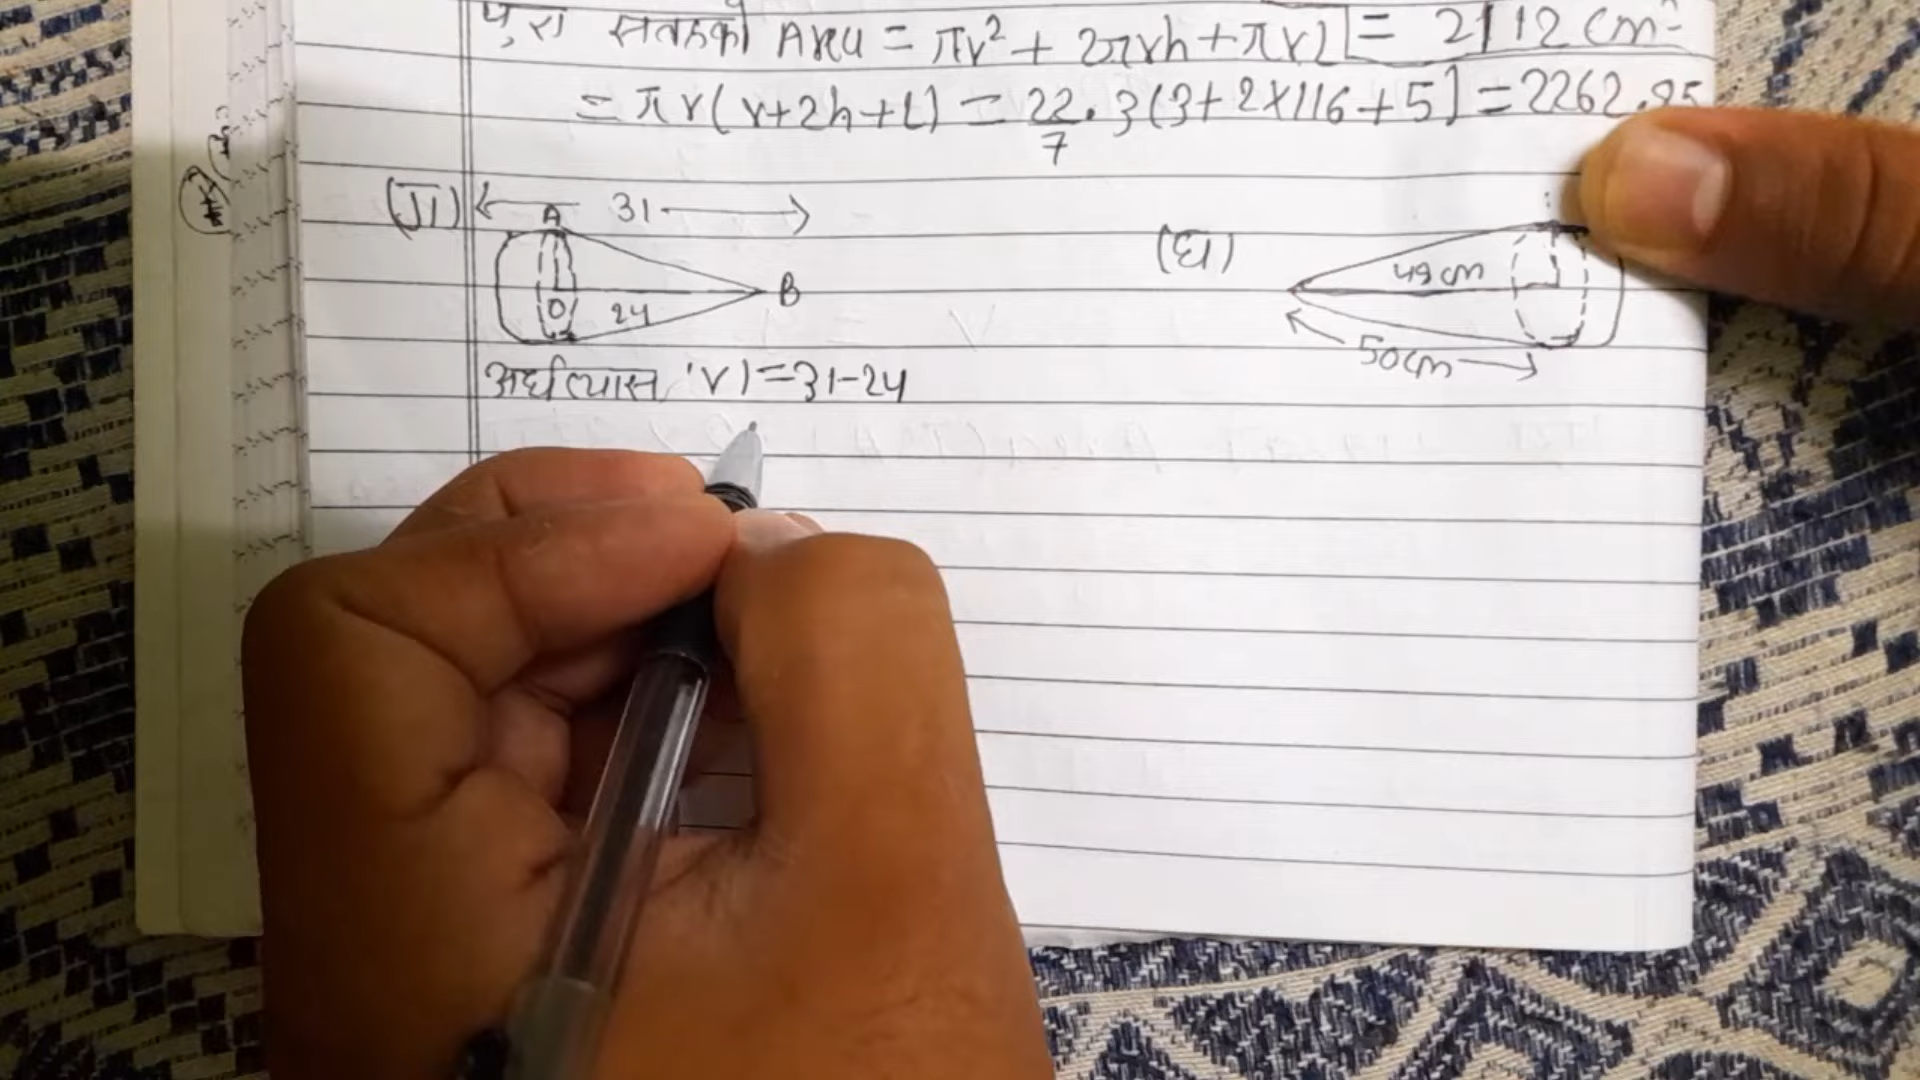 पुरा सतहको Area = πr² + 2πrh + πrl = 2112 cm²
= πr(r+2h+l) = 22/7 . 3(3+2×116+5] = 2262.85
(ग) 31
A
B
O 24
(घ)
49cm
50cm
अर्धव्यास 'r) = 31-24